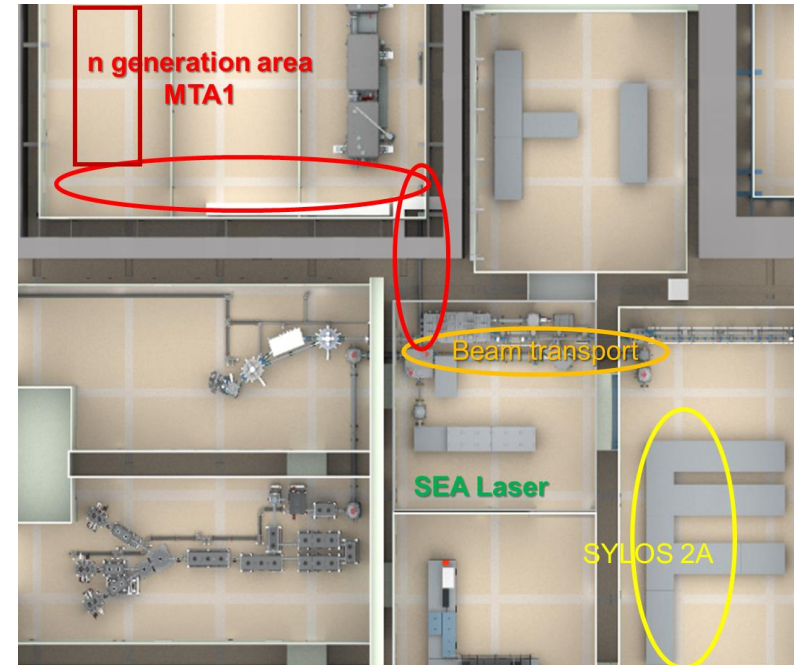 n generation area
MTA1
Beam transport
SEA Laser
SYLOS 2A